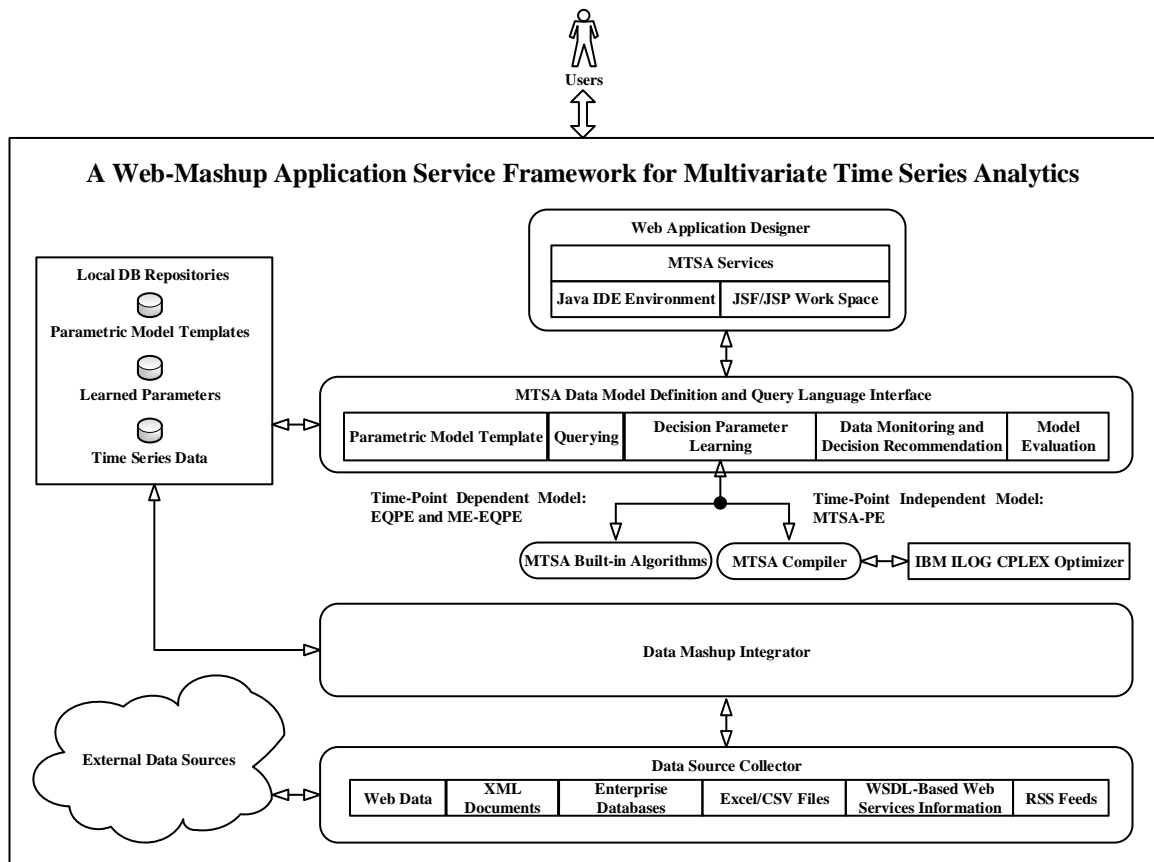 Users
A Web-Mashup Application Service Framework for Multivariate Time Series Analytics
Web Application Designer
MTSA Services
Java IDE Environment
JSF/JSP Work Space
Local DB Repositories
Parametric Model Templates
Learned Parameters
Time Series Data
MTSA Data Model Definition and Query Language Interface
Parametric Model Template
Querying
Decision Parameter
Learning
Data Monitoring and
Decision Recommendation
Model
Evaluation
Time-Point Dependent Model:
EQPE and ME-EQPE
Time-Point Independent Model:
MTSA-PE
MTSA Built-in Algorithms
MTSA Compiler
IBM ILOG CPLEX Optimizer
Data Mashup Integrator
External Data Sources
Data Source Collector
Web Data
XML
Documents
Enterprise
Databases
Excel/CSV Files
WSDL-Based Web
Services Information
RSS Feeds